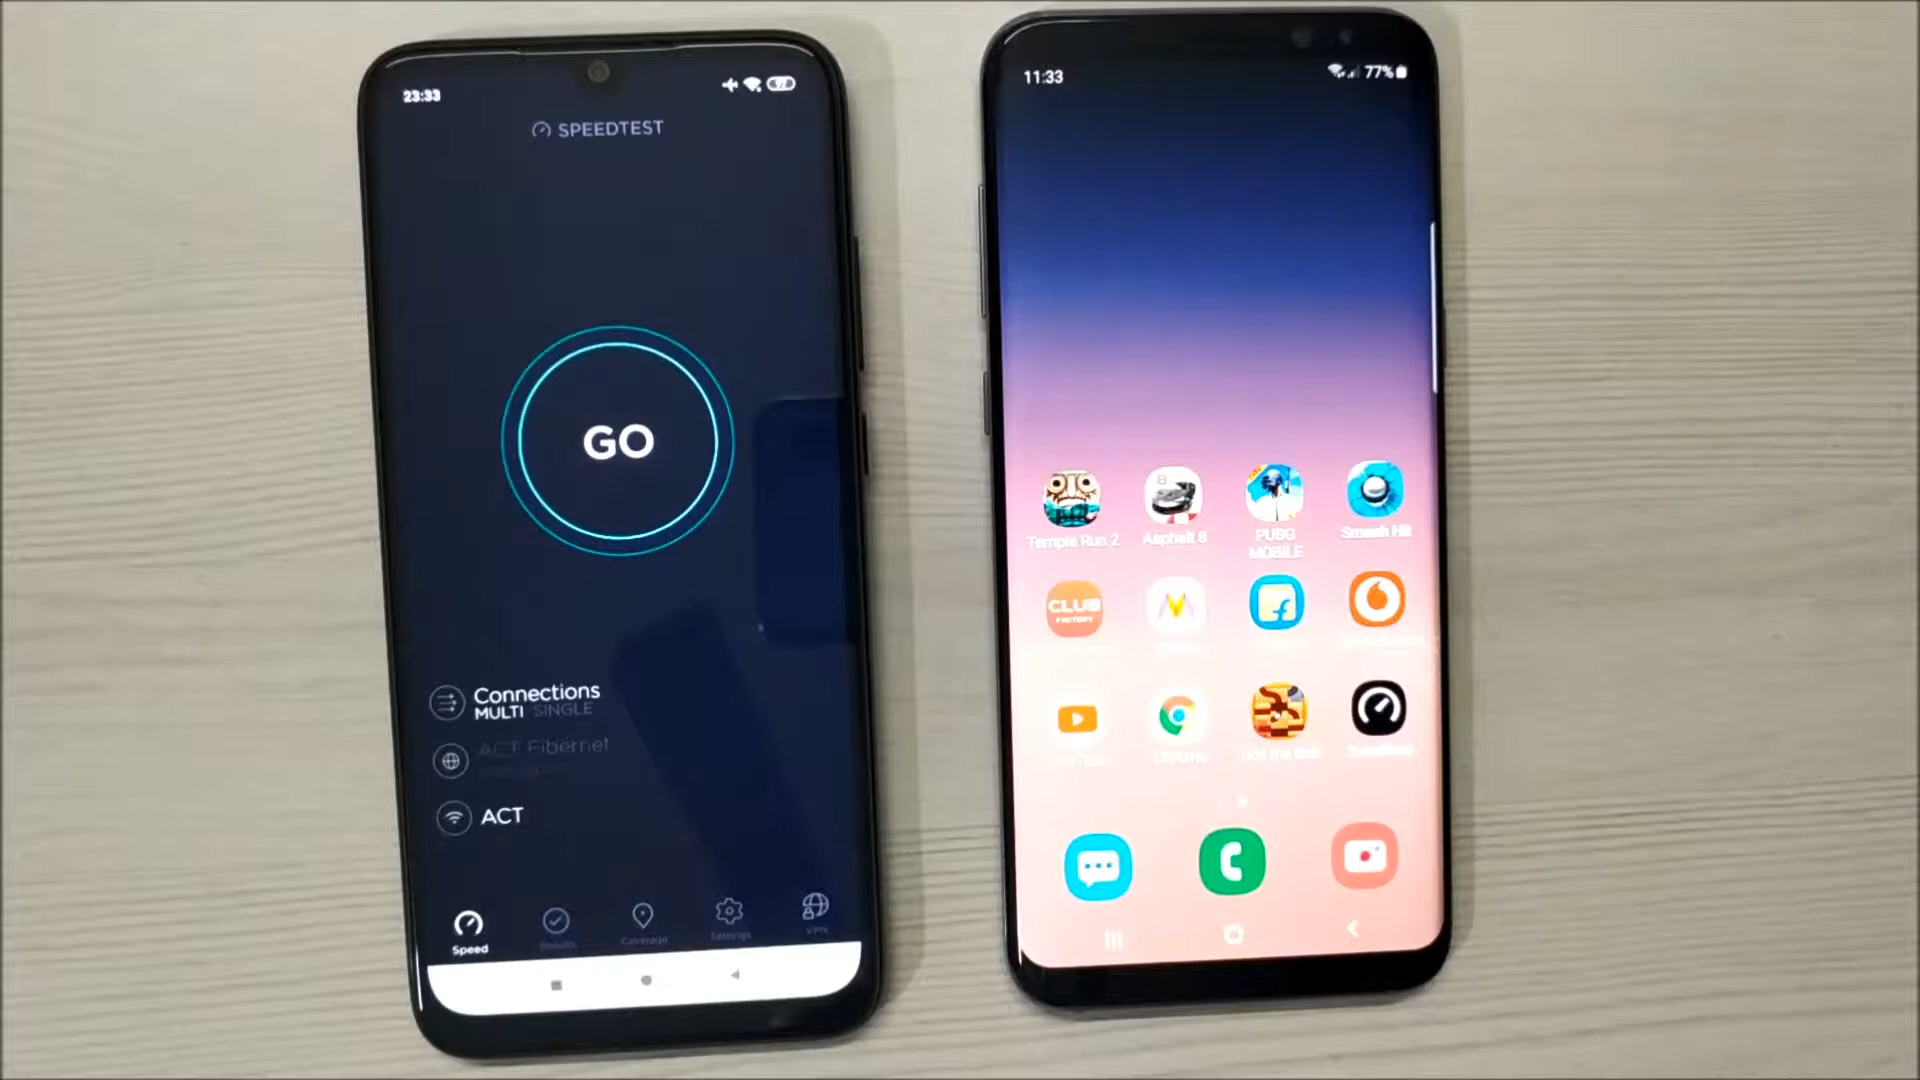 23:33
SPEEDTEST
GO
Connections
MULTI SINGLE
ACT Fibernet
ACT
Speed
Results
Coverage
Settings
VPN
11:33
77%
Temple Run 2
Asphalt 8
PUBG
MOBILE
Smash Hit
CLUB
FACTORY
Chrome